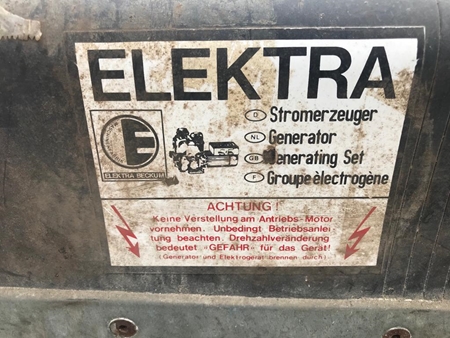 ELEKTRA
D Stromerzeuger
NL Generator
GB Generating Set
F Groupe èlectrogène
E
ELEKTRA BECKUM
ACHTUNG !
Keine Verstellung am Antriebs-Motor
vornehmen. Unbedingt Betriebsanlei
tung beachten. Drehzahlveränderung
bedeutet »GEFAHR« für das Gerät!
(Generator und Elektrogerät brennen durch)